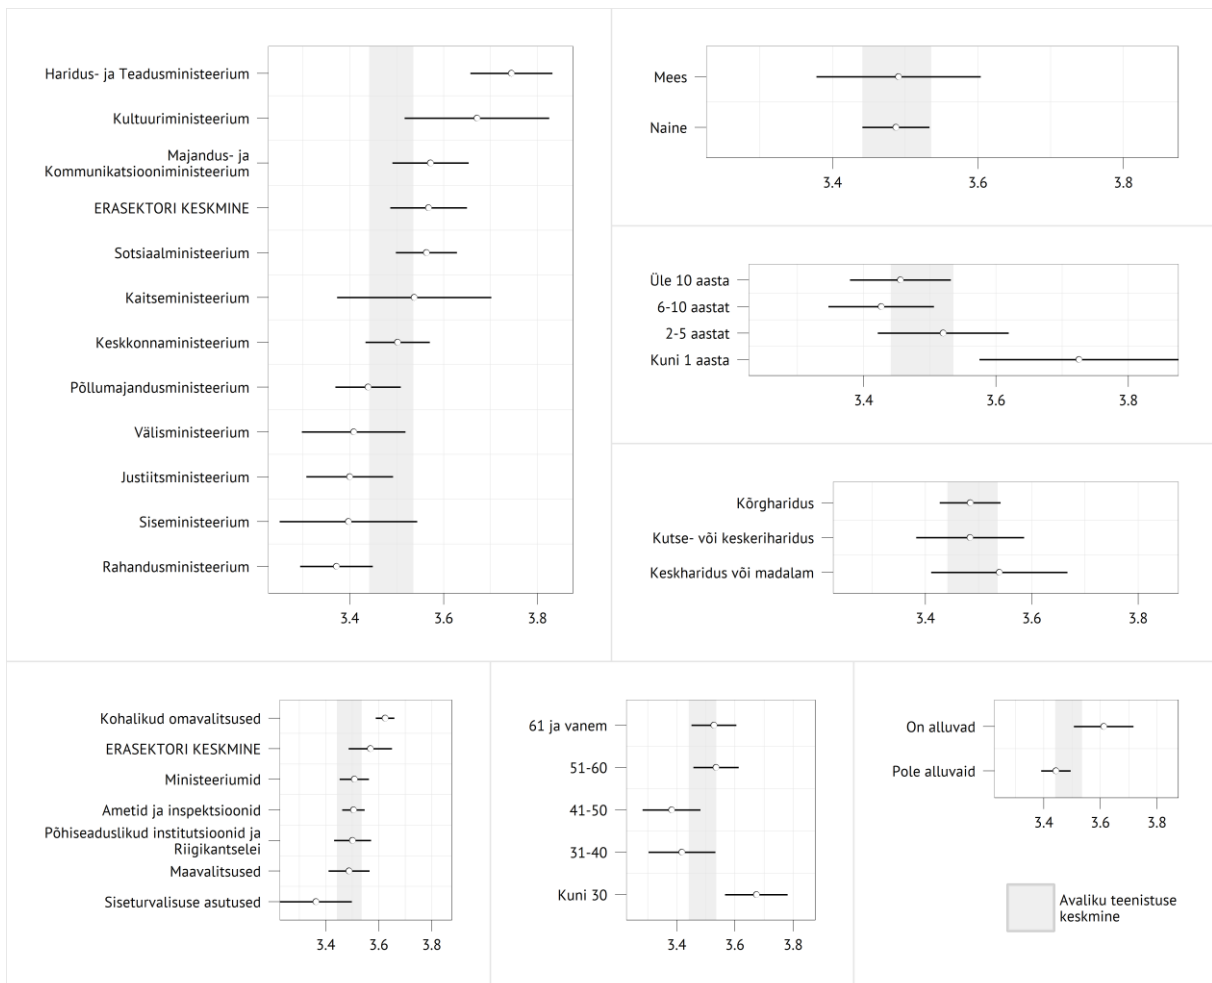 Haridus- ja Teadusministeerium
Kultuuriministeerium
Majandus- ja
Kommunikatsiooniministeerium
ERASEKTORI KESKMINE
Sotsiaalministeerium
Kaitseministeerium
Keskkonnaministeerium
Põllumajandusministeerium
Välisministeerium
Justiitsministeerium
Siseministeerium
Rahandusministeerium
3.4 3.6 3.8
Mees
Naine
3.4 3.6 3.8
Üle 10 aasta
6-10 aastat
2-5 aastat
Kuni 1 aasta
3.4 3.6 3.8
Kõrgharidus
Kutse- või keskeriharidus
Keskharidus või madalam
3.4 3.6 3.8
Kohalikud omavalitsused
ERASEKTORI KESKMINE
Ministeeriumid
Ametid ja inspektsioonid
Põhiseaduslikud institutsioonid ja
Riigikantselei
Maavalitsused
Siseturvalisuse asutused
3.4 3.6 3.8
61 ja vanem
51-60
41-50
31-40
Kuni 30
3.4 3.6 3.8
On alluvad
Pole alluvaid
3.4 3.6 3.8
Avaliku teenistuse
keskmine